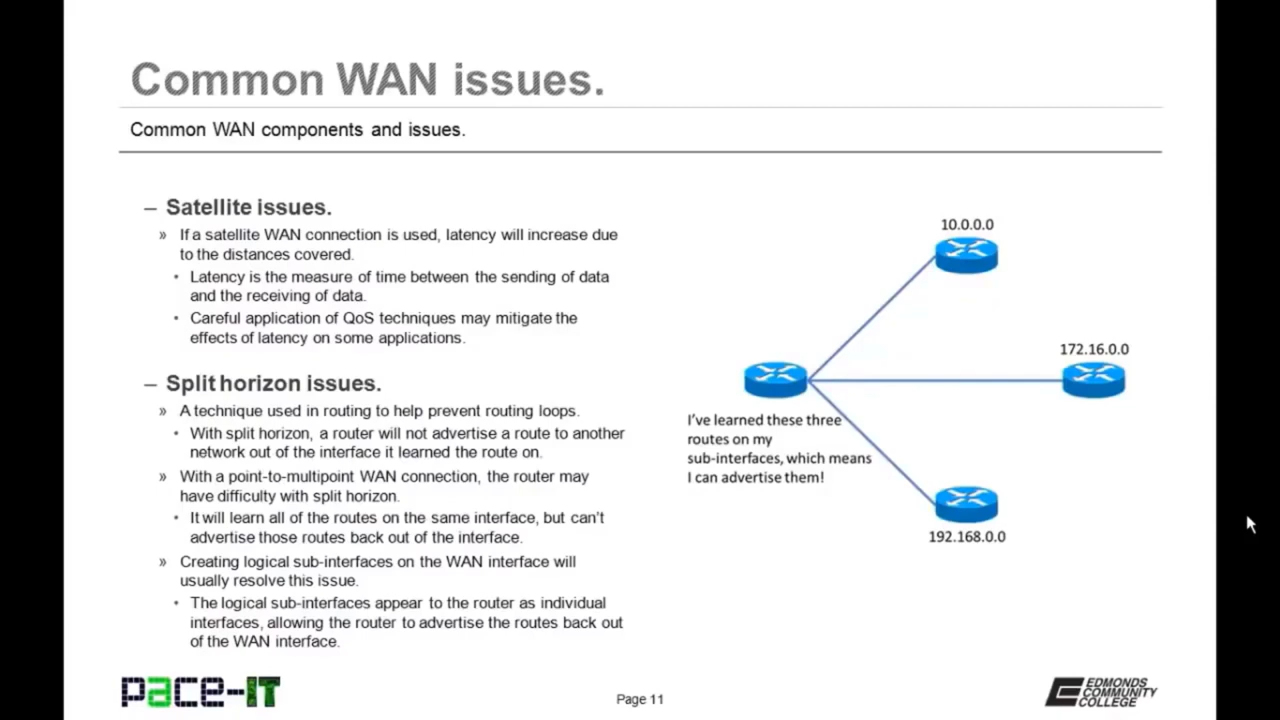 Common WAN issues.
Common WAN components and issues.
– Satellite issues.
» If a satellite WAN connection is used, latency will increase due
to the distances covered.
• Latency is the measure of time between the sending of data
and the receiving of data.
• Careful application of QoS techniques may mitigate the
effects of latency on some applications.
– Split horizon issues.
» A technique used in routing to help prevent routing loops.
• With split horizon, a router will not advertise a route to another
network out of the interface it learned the route on.
» With a point-to-multipoint WAN connection, the router may
have difficulty with split horizon.
• It will learn all of the routes on the same interface, but can't
advertise those routes back out of the interface.
» Creating logical sub-interfaces on the WAN interface will
usually resolve this issue.
• The logical sub-interfaces appear to the router as individual
interfaces, allowing the router to advertise the routes back out
of the WAN interface.
10.0.0.0
172.16.0.0
I've learned these three
routes on my
sub-interfaces, which means
I can advertise them!
192.168.0.0
pace-IT
Page 11
EDMONDS
COMMUNITY
COLLEGE